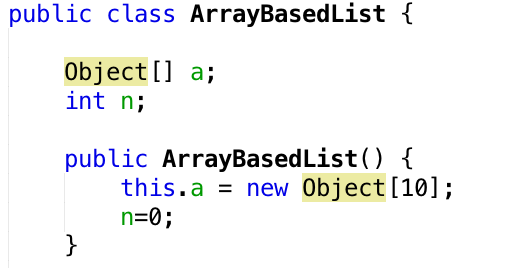 public class ArrayBasedList {
Object[] a;
int n;
public ArrayBasedList() {
this.a = new Object[10];
n=0;
}